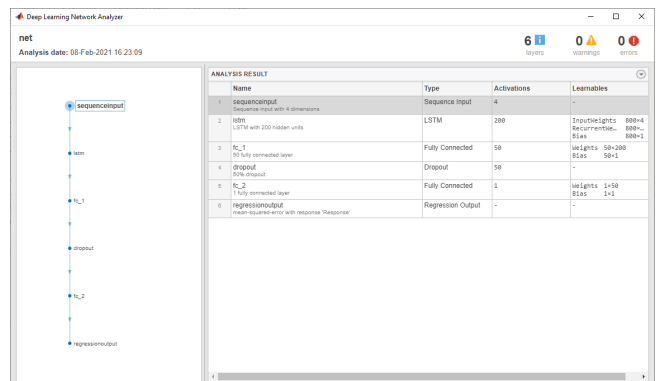 Deep Learning Network Analyzer
net
Analysis date: 08-Feb-2021 16:23:09
6 i
layers
0
warnings
0
errors
sequenceinput
lstm
fc_1
dropout
fc_2
regressionoutput
ANALYSIS RESULT
Name Type Activations Learnables
1 sequenceinput Sequence Input 4 -
Sequence input with 4 dimensions
2 lstm LSTM 200 InputWeights 800×4
LSTM with 200 hidden units RecurrentWe… 800×…
Bias 800×1
3 fc_1 Fully Connected 50 Weights 50×200
50 fully connected layer Bias 50×1
4 dropout Dropout 50 -
50% dropout
5 fc_2 Fully Connected 1 Weights 1×50
1 fully connected layer Bias 1×1
6 regressionoutput Regression Output - -
mean-squared-error with response 'Response'